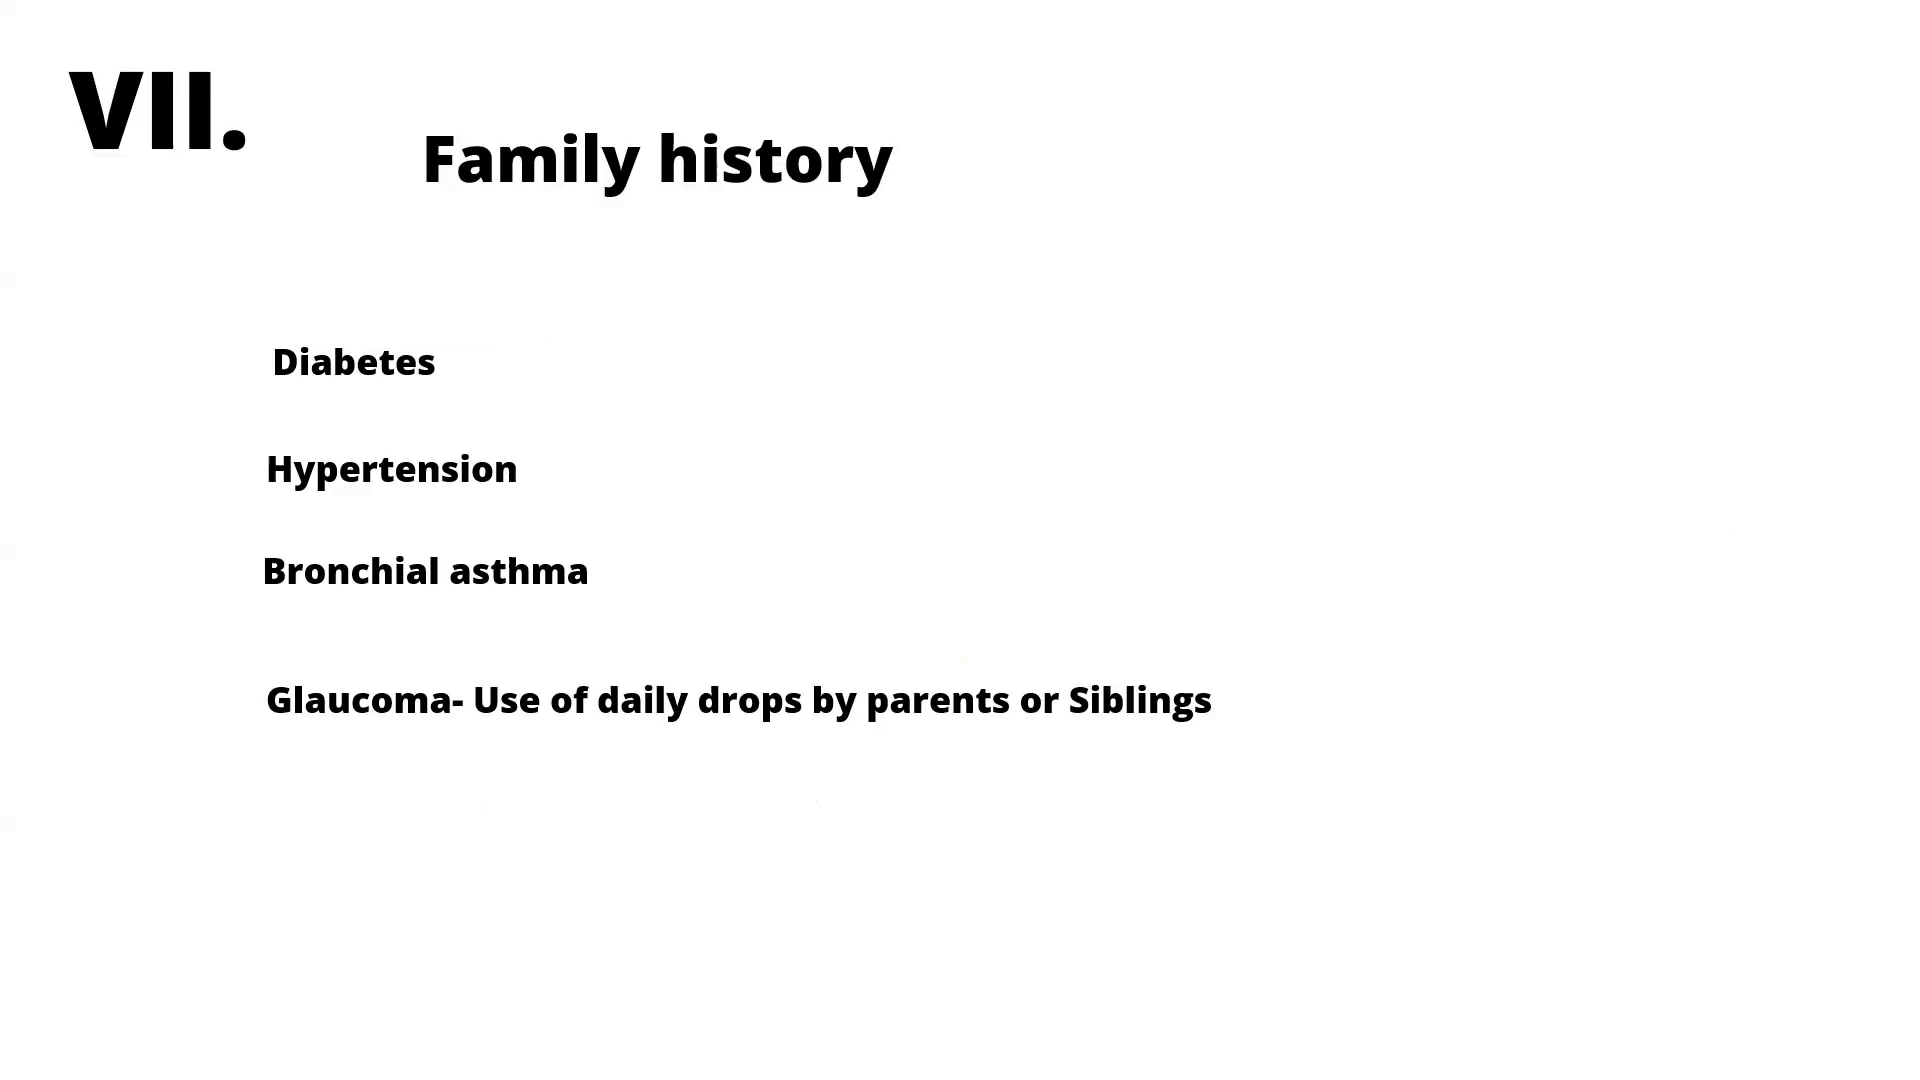 VII.
Family history
Diabetes
Hypertension
Bronchial asthma
Glaucoma- Use of daily drops by parents or Siblings